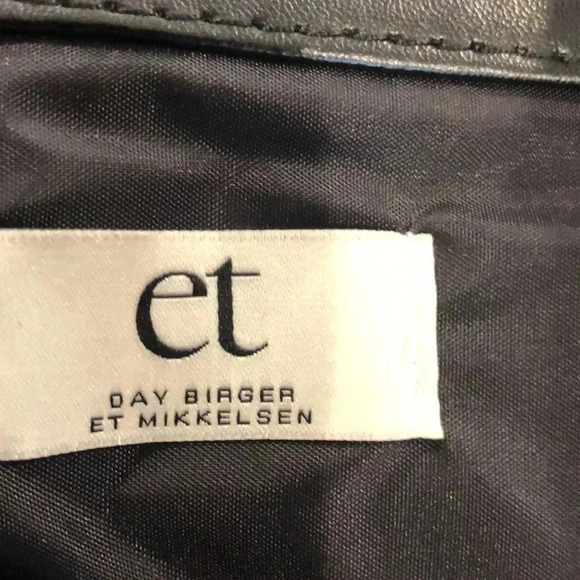 et
DAY BIRGER
ET MIKKELSEN